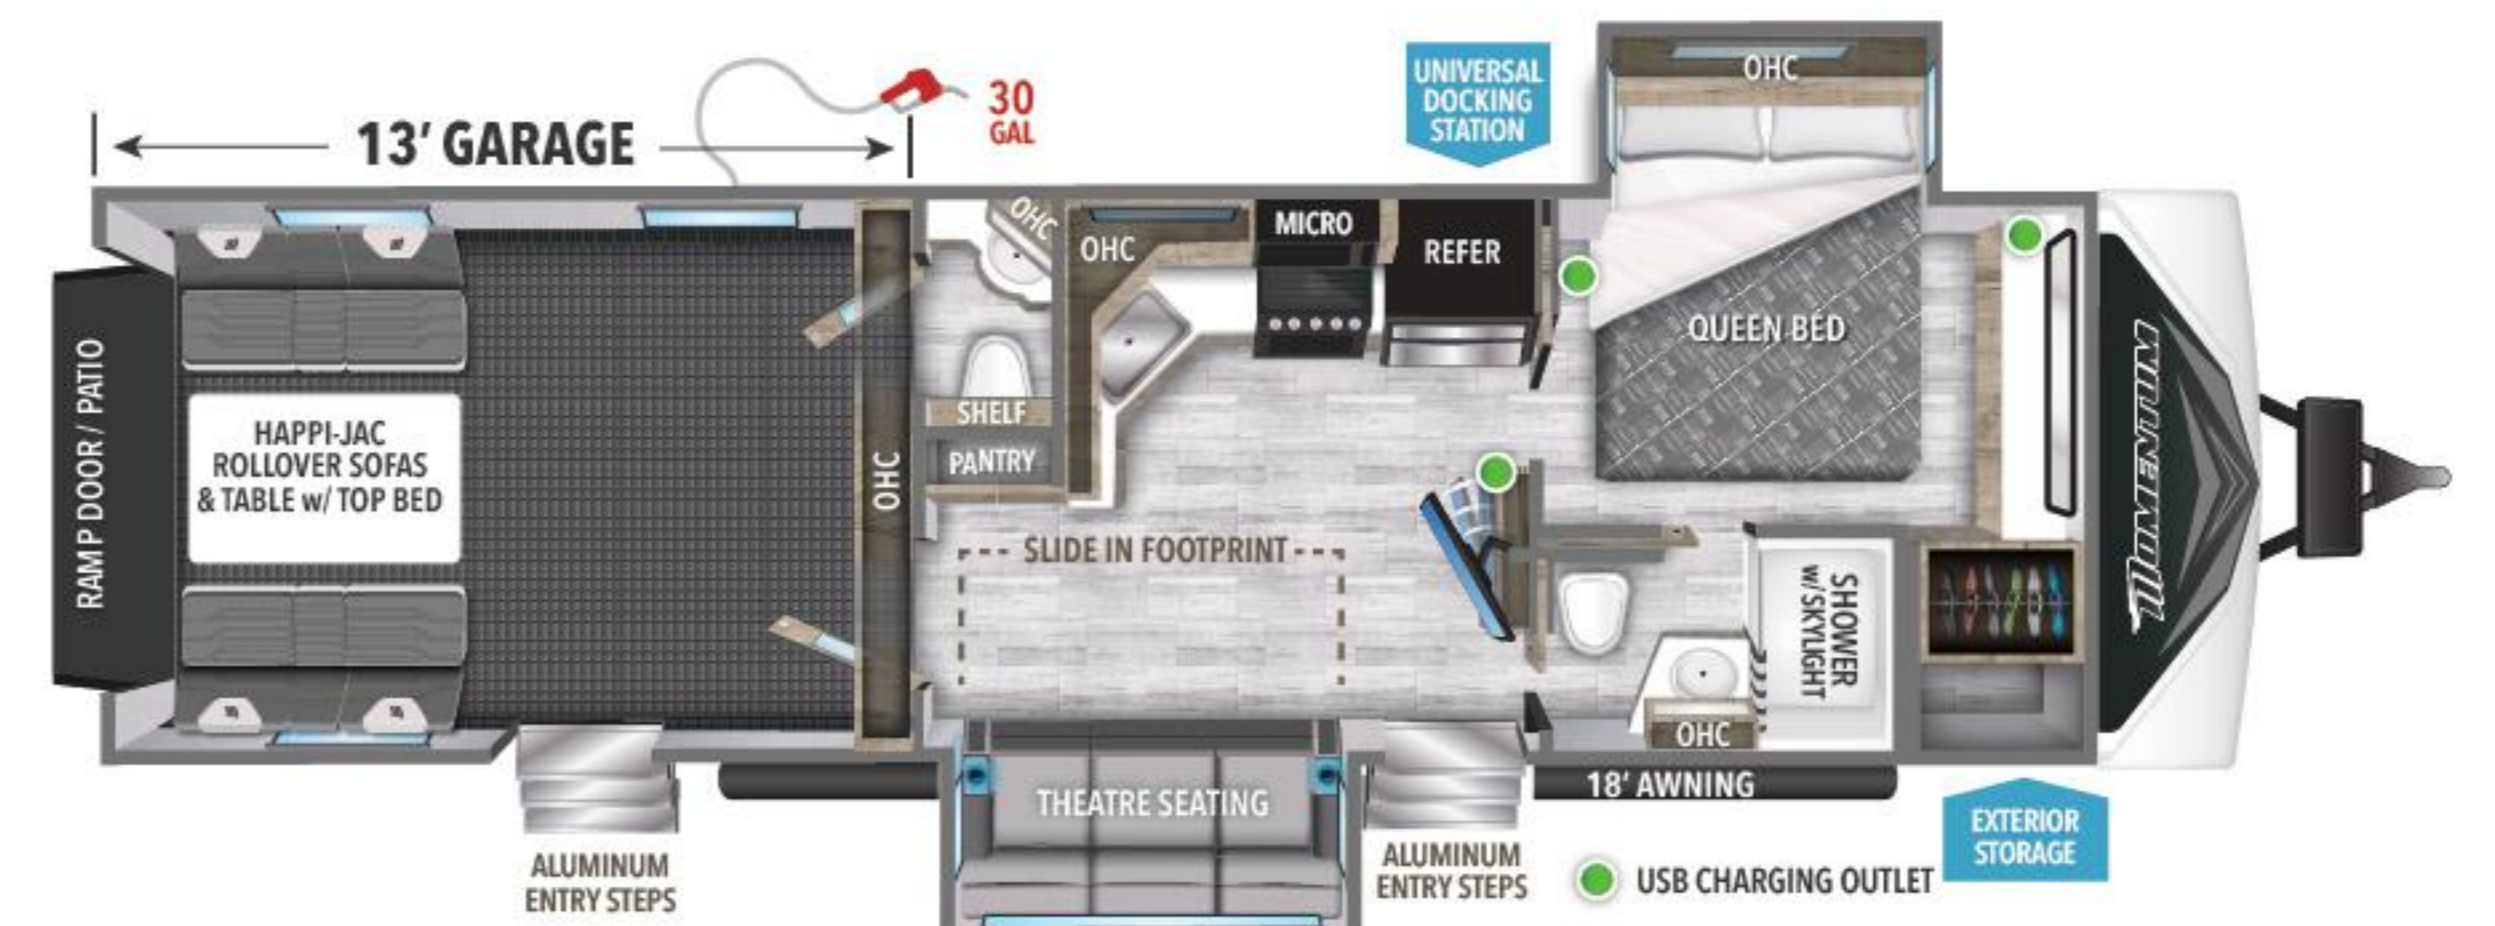 13' GARAGE
30
GAL
UNIVERSAL
DOCKING
STATION
OHC
OHC
OHC
MICRO
REFER
QUEEN BED
SHELF
PANTRY
OHC
RAMP DOOR / PATIO
HAPPI-JAC
ROLLOVER SOFAS
& TABLE w/ TOP BED
SLIDE IN FOOTPRINT
SHOWER
w/ SKYLIGHT
OHC
MOMENTUM
THEATRE SEATING
18' AWNING
ALUMINUM
ENTRY STEPS
ALUMINUM
ENTRY STEPS
USB CHARGING OUTLET
EXTERIOR
STORAGE